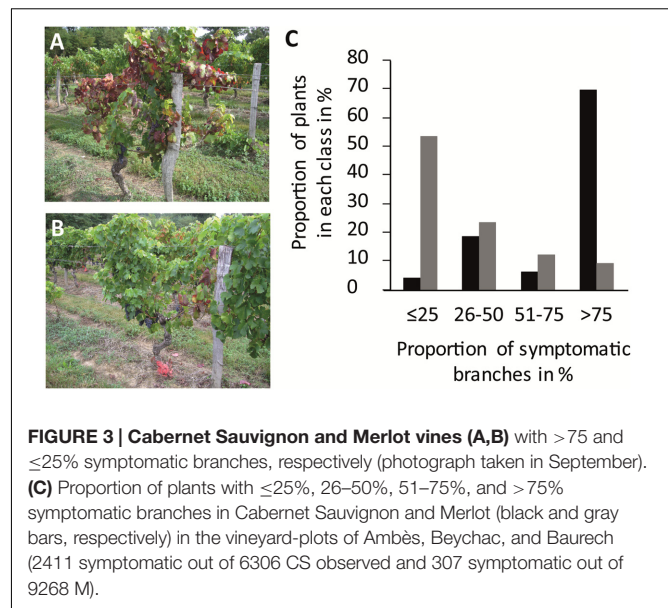 A
B
C
Proportion of plants
in each class in %
80
70
60
50
40
30
20
10
0
≤25 26-50 51-75 >75
Proportion of symptomatic
branches in %
FIGURE 3 | Cabernet Sauvignon and Merlot vines (A,B) with >75 and
≤25% symptomatic branches, respectively (photograph taken in September).
(C) Proportion of plants with ≤25%, 26–50%, 51–75%, and >75%
symptomatic branches in Cabernet Sauvignon and Merlot (black and gray
bars, respectively) in the vineyard-plots of Ambès, Beychac, and Baurech
(2411 symptomatic out of 6306 CS observed and 307 symptomatic out of
9268 M).